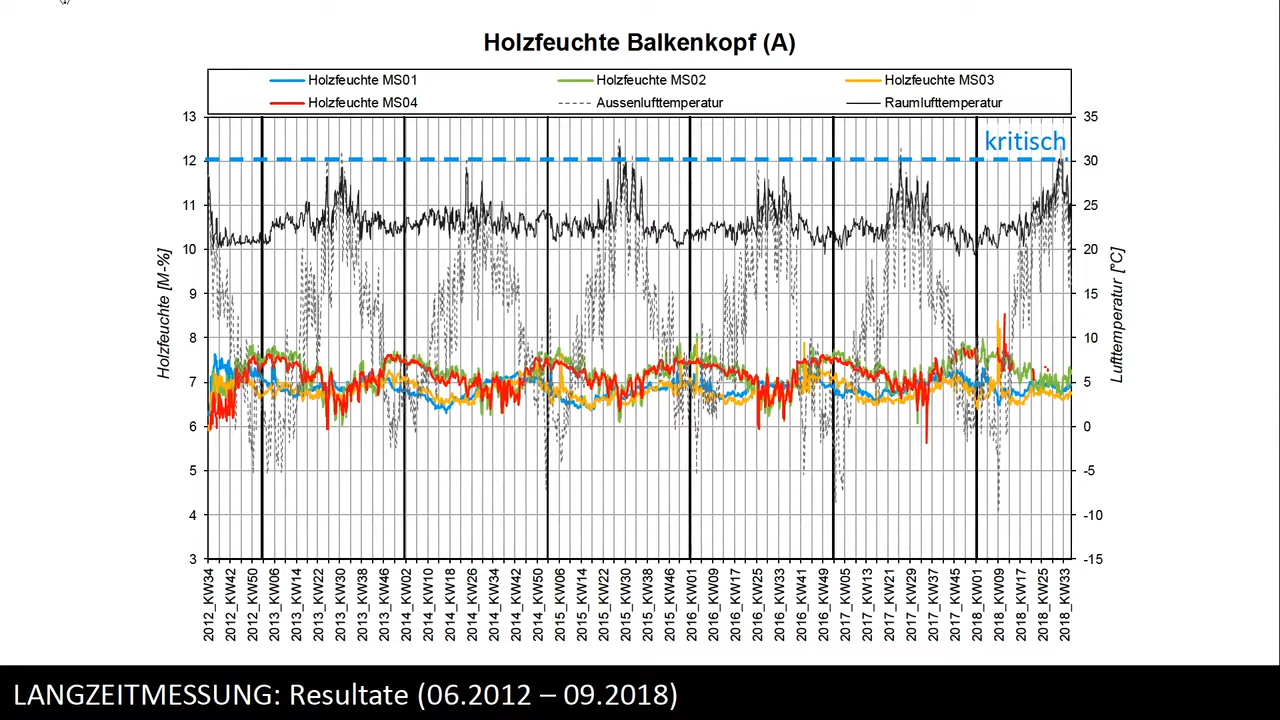 Holzfeuchte Balkenkopf (A)
Holzfeuchte MS01 Holzfeuchte MS02 Holzfeuchte MS03
Holzfeuchte MS04 Aussenlufttemperatur Raumlufttemperatur
kritisch
Holzfeuchte [M-%]
13
12
11
10
9
8
7
6
5
4
3
35
30
25
20
15
10
5
0
-5
-10
-15
Lufttemperatur [°C]
2012_KW34
2012_KW42
2012_KW50
2013_KW06
2013_KW14
2013_KW22
2013_KW30
2013_KW38
2013_KW46
2014_KW02
2014_KW10
2014_KW18
2014_KW26
2014_KW34
2014_KW42
2014_KW50
2015_KW06
2015_KW14
2015_KW22
2015_KW30
2015_KW38
2015_KW46
2016_KW01
2016_KW09
2016_KW17
2016_KW25
2016_KW33
2016_KW41
2016_KW49
2017_KW05
2017_KW13
2017_KW21
2017_KW29
2017_KW37
2017_KW45
2018_KW01
2018_KW09
2018_KW17
2018_KW25
2018_KW33
LANGZEITMESSUNG: Resultate (06.2012 – 09.2018)